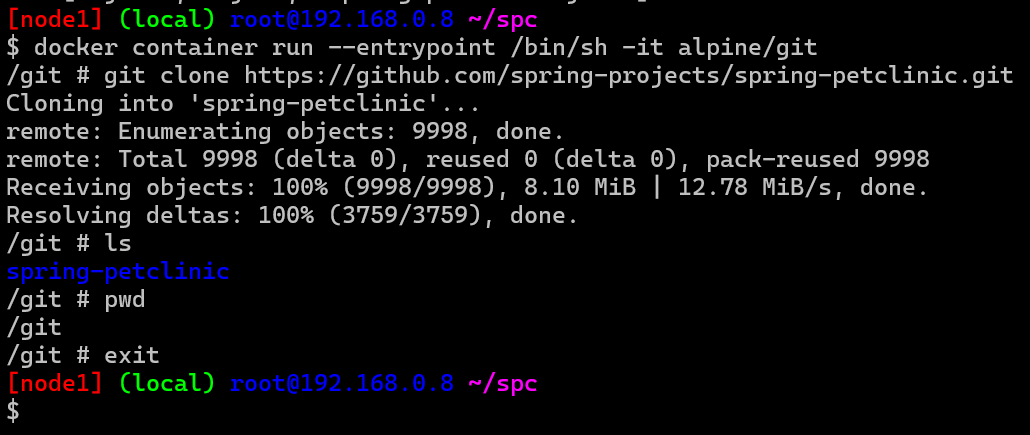 [node1] (local) root@192.168.0.8 ~/spc
$ docker container run --entrypoint /bin/sh -it alpine/git
/git # git clone https://github.com/spring-projects/spring-petclinic.git
Cloning into 'spring-petclinic'...
remote: Enumerating objects: 9998, done.
remote: Total 9998 (delta 0), reused 0 (delta 0), pack-reused 9998
Receiving objects: 100% (9998/9998), 8.10 MiB | 12.78 MiB/s, done.
Resolving deltas: 100% (3759/3759), done.
/git # ls
spring-petclinic
/git # pwd
/git
/git # exit
[node1] (local) root@192.168.0.8 ~/spc
$